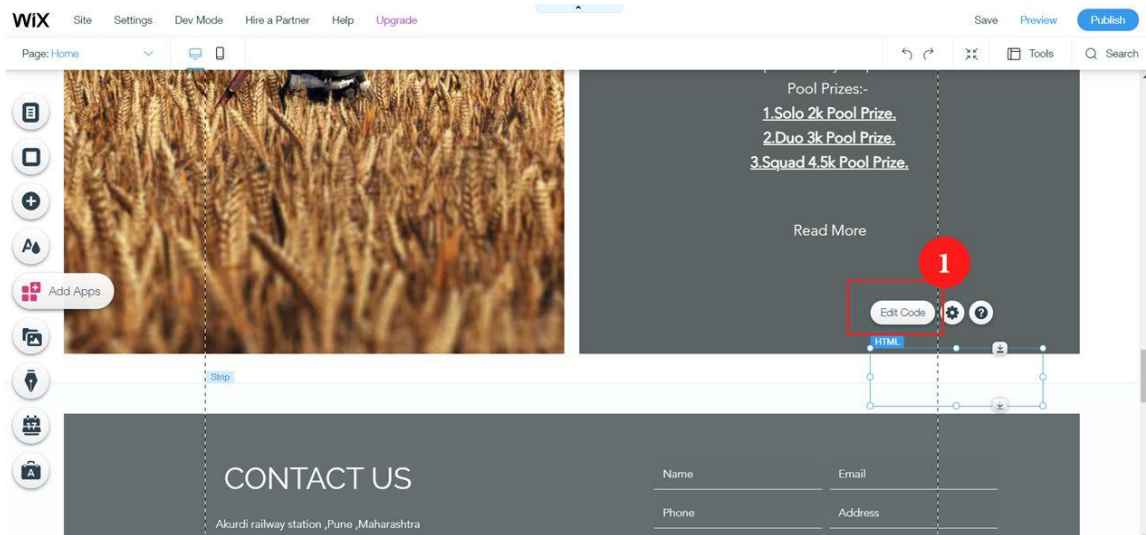 WiX Site Settings Dev Mode Hire a Partner Help Upgrade Save Preview Publish
Page: Home Tools Search
Pool Prizes:-
1.Solo 2k Pool Prize.
2.Duo 3k Pool Prize.
3.Squad 4.5k Pool Prize.
Read More
1
Add Apps
Edit Code
HTML
Strip
CONTACT US
Name Email
Phone Address
Akurdi railway station ,Pune ,Maharashtra